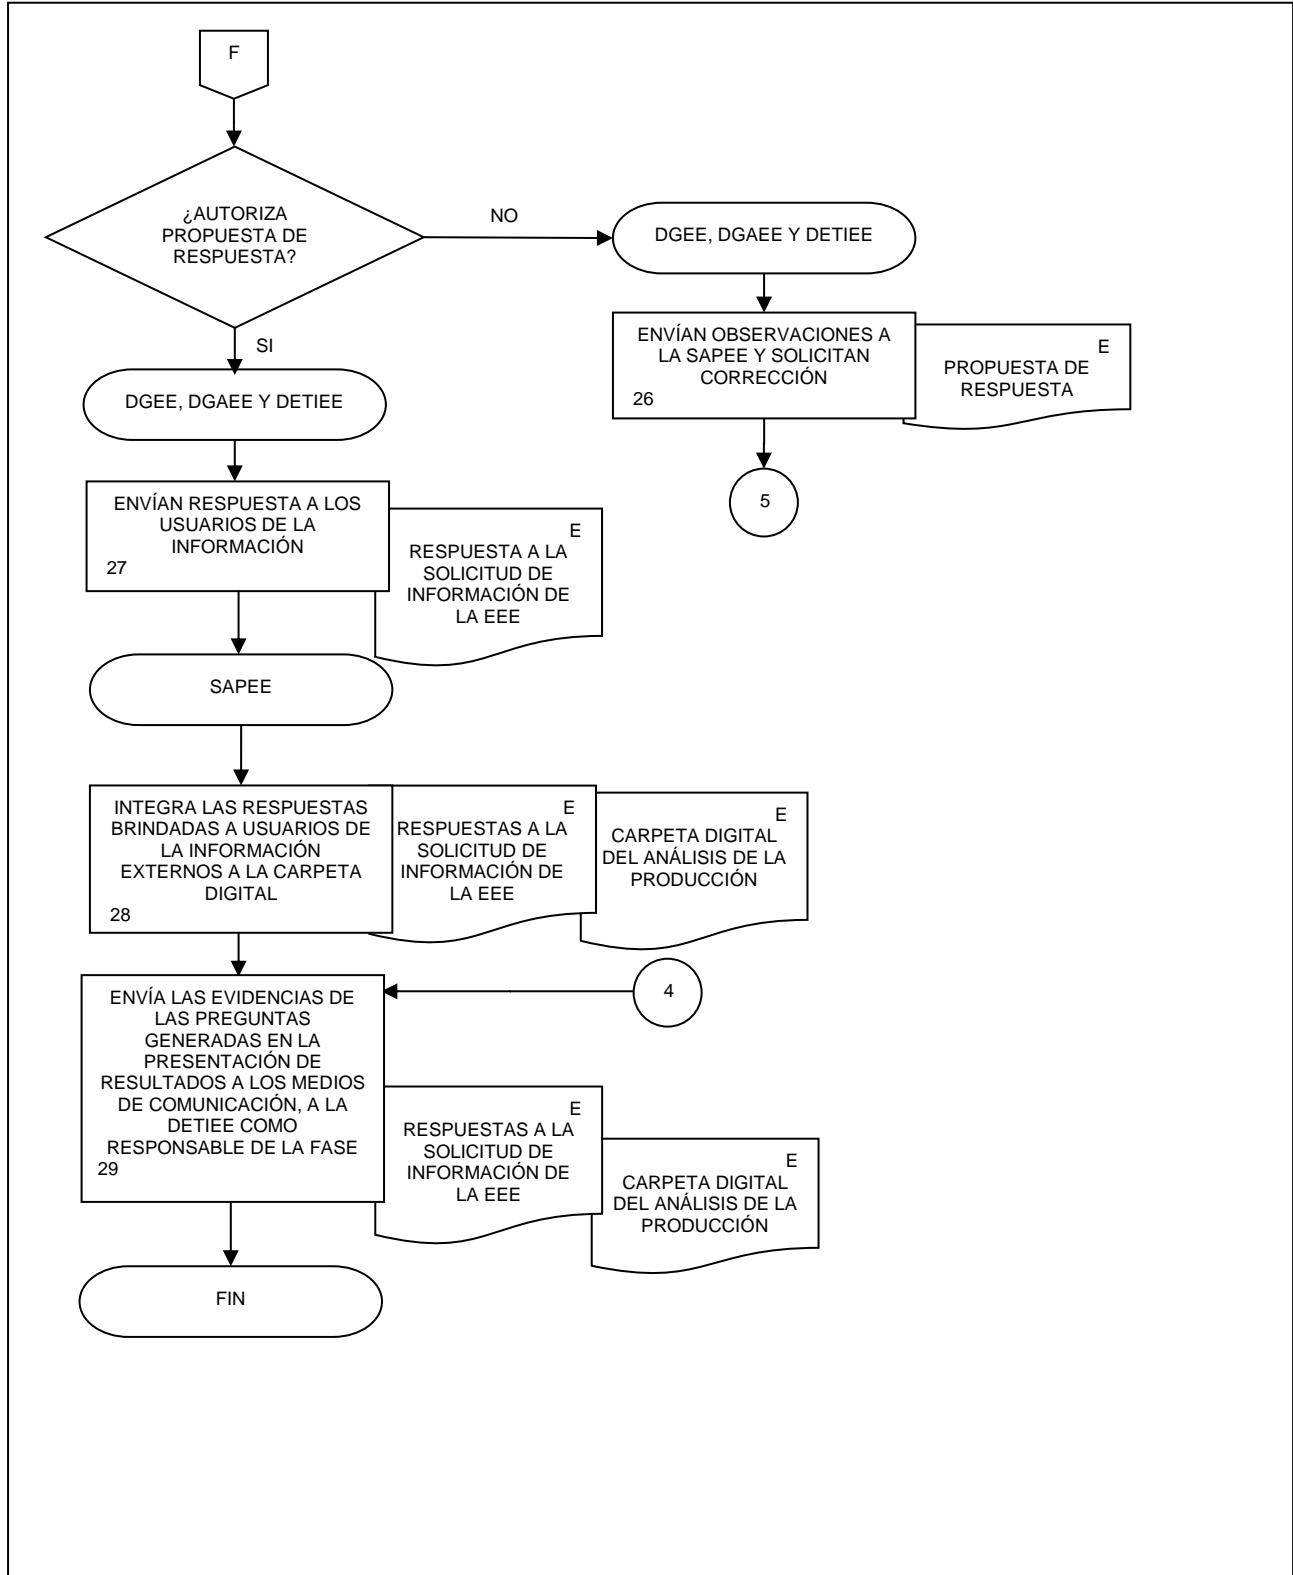 F
¿AUTORIZA
PROPUESTA DE
RESPUESTA?
NO
DGEE, DGAEE Y DETIEE
ENVÍAN OBSERVACIONES A
LA SAPEE Y SOLICITAN
CORRECCIÓN
26
E
PROPUESTA DE
RESPUESTA
5
SI
DGEE, DGAEE Y DETIEE
ENVÍAN RESPUESTA A LOS
USUARIOS DE LA
INFORMACIÓN
27
E
RESPUESTA A LA
SOLICITUD DE
INFORMACIÓN DE
LA EEE
SAPEE
INTEGRA LAS RESPUESTAS
BRINDADAS A USUARIOS DE
LA INFORMACIÓN
EXTERNOS A LA CARPETA
DIGITAL
28
E
RESPUESTAS A LA
SOLICITUD DE
INFORMACIÓN DE
LA EEE
E
CARPETA DIGITAL
DEL ANÁLISIS DE LA
PRODUCCIÓN
4
ENVÍA LAS EVIDENCIAS DE
LAS PREGUNTAS
GENERADAS EN LA
PRESENTACIÓN DE
RESULTADOS A LOS MEDIOS
DE COMUNICACIÓN, A LA
DETIEE COMO
RESPONSABLE DE LA FASE
29
E
RESPUESTAS A LA
SOLICITUD DE
INFORMACIÓN DE
LA EEE
E
CARPETA DIGITAL
DEL ANÁLISIS DE LA
PRODUCCIÓN
FIN